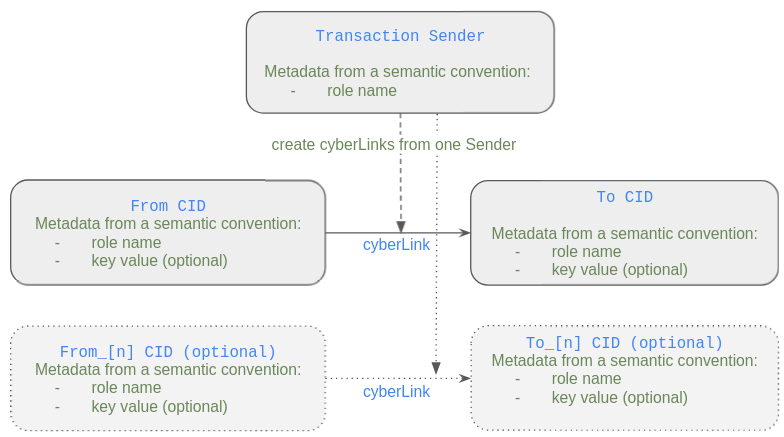 Transaction Sender
Metadata from a semantic convention:
- role name
create cyberLinks from one Sender
From CID
Metadata from a semantic convention:
- role name
- key value (optional)
cyberLink
To CID
Metadata from a semantic convention:
- role name
- key value (optional)
From_[n] CID (optional)
Metadata from a semantic convention:
- role name
- key value (optional)
cyberLink
To_[n] CID (optional)
Metadata from a semantic convention:
- role name
- key value (optional)